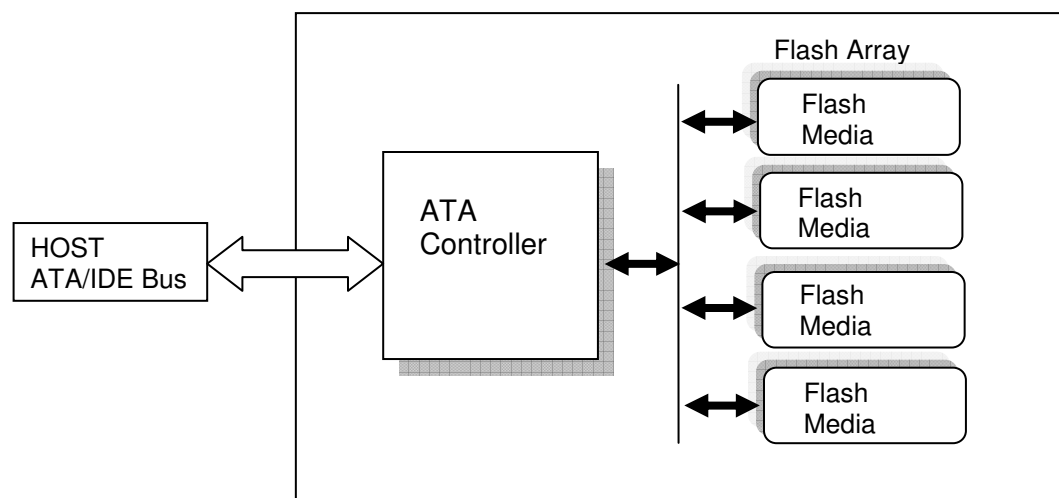 Flash Array
Flash
Media
ATA
Controller
Flash
Media
HOST
ATA/IDE Bus
Flash
Media
Flash
Media